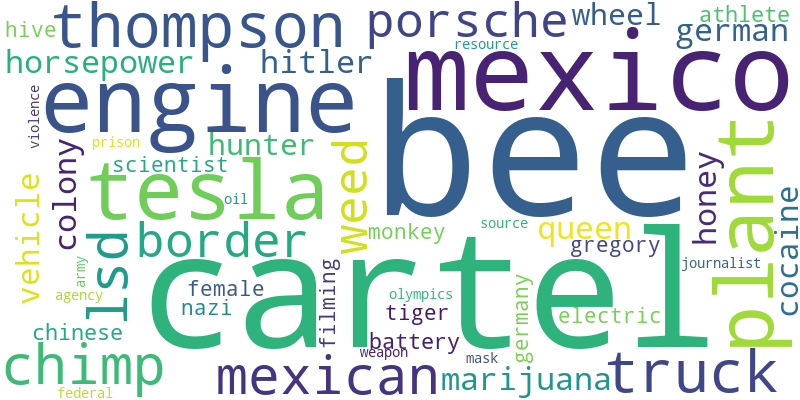 hive
thompson
porsche
wheel
athlete
german
resource
horsepower
hitler
mexico
engine
violence
prison
hunter
bee
scientist
colony
weed
honey
plant
tesla
oil
vehicle
lsd
border
monkey
source
queen
gregory
cocaine
journalist
army
agency
female
nazi
cartel
filming
olympics
tiger
germany
electric
chinese
battery
weapon
mask
chimp
federal
mexican
marijuana
truck